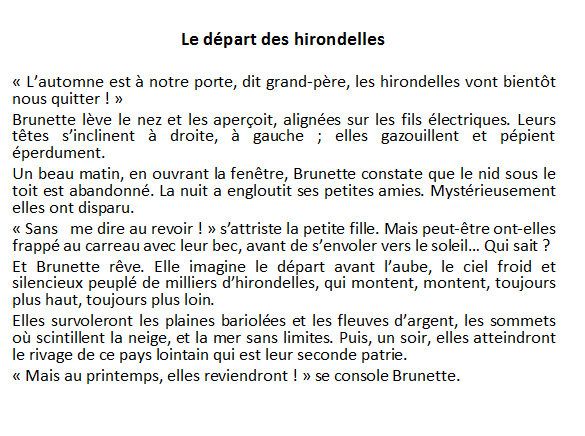 Le départ des hirondelles
« L’automne est à notre porte, dit grand-père, les hirondelles vont bientôt
nous quitter ! »
Brunette lève le nez et les aperçoit, alignées sur les fils électriques. Leurs
têtes s’inclinent à droite, à gauche ; elles gazouillent et pépient
éperdument.
Un beau matin, en ouvrant la fenêtre, Brunette constate que le nid sous le
toit est abandonné. La nuit a engloutit ses petites amies. Mystérieusement
elles ont disparu.
« Sans me dire au revoir ! » s’attriste la petite fille. Mais peut-être ont-elles
frappé au carreau avec leur bec, avant de s’envoler vers le soleil… Qui sait ?
Et Brunette rêve. Elle imagine le départ avant l’aube, le ciel froid et
silencieux peuplé de milliers d’hirondelles, qui montent, montent, toujours
plus haut, toujours plus loin.
Elles survoleront les plaines bariolées et les fleuves d’argent, les sommets
où scintillent la neige, et la mer sans limites. Puis, un soir, elles atteindront
le rivage de ce pays lointain qui est leur seconde patrie.
« Mais au printemps, elles reviendront ! » se console Brunette.